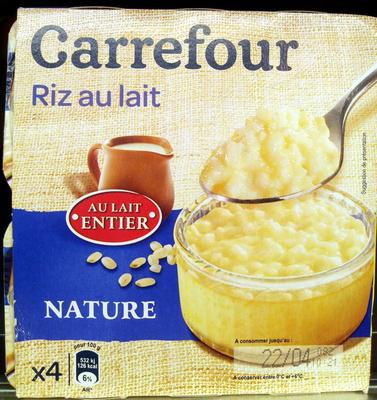 Carrefour
Riz au lait
Suggestion de présentation
AU LAIT
ENTIER
NATURE
x4
pour 100 g
532 kj
126 kcal
6%
A consommer jusqu'au :
22/04
A conserver entre 0°C et +6°C